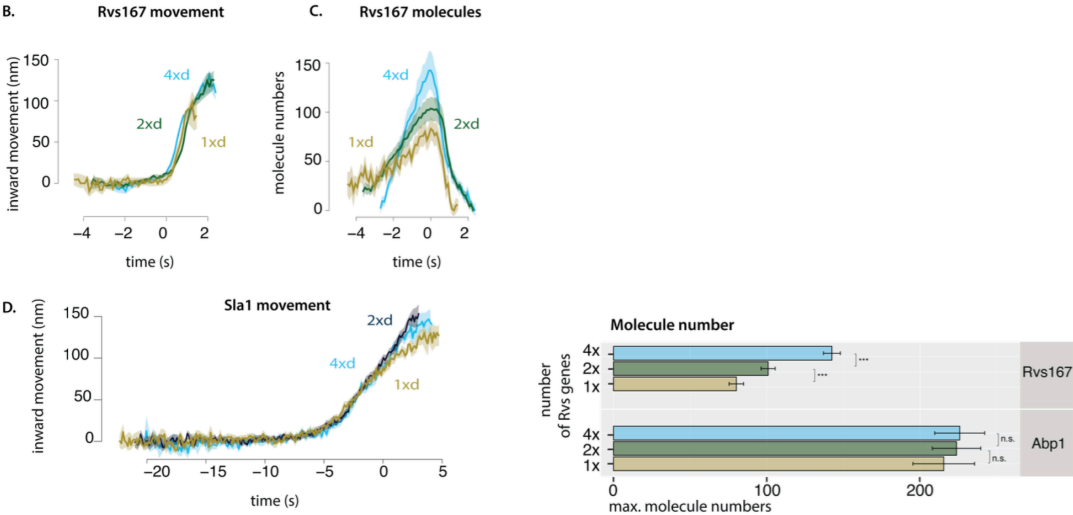 B.
Rvs167 movement
inward movement (nm)
150
100
50
0
4xd
2xd
1xd
−4 −2 0 2
time (s)
C.
Rvs167 molecules
molecule numbers
150
100
50
0
4xd
1xd
2xd
−4 −2 0 2
time (s)
D.
Sla1 movement
inward movement (nm)
150
100
50
0
2xd
4xd
1xd
−20 −15 −10 −5 0 5
time (s)
Molecule number
number
of Rvs genes
4x
2x
1x
***
***
Rvs167
4x
2x
1x
n.s.
n.s.
Abp1
0 100 200
max. molecule numbers